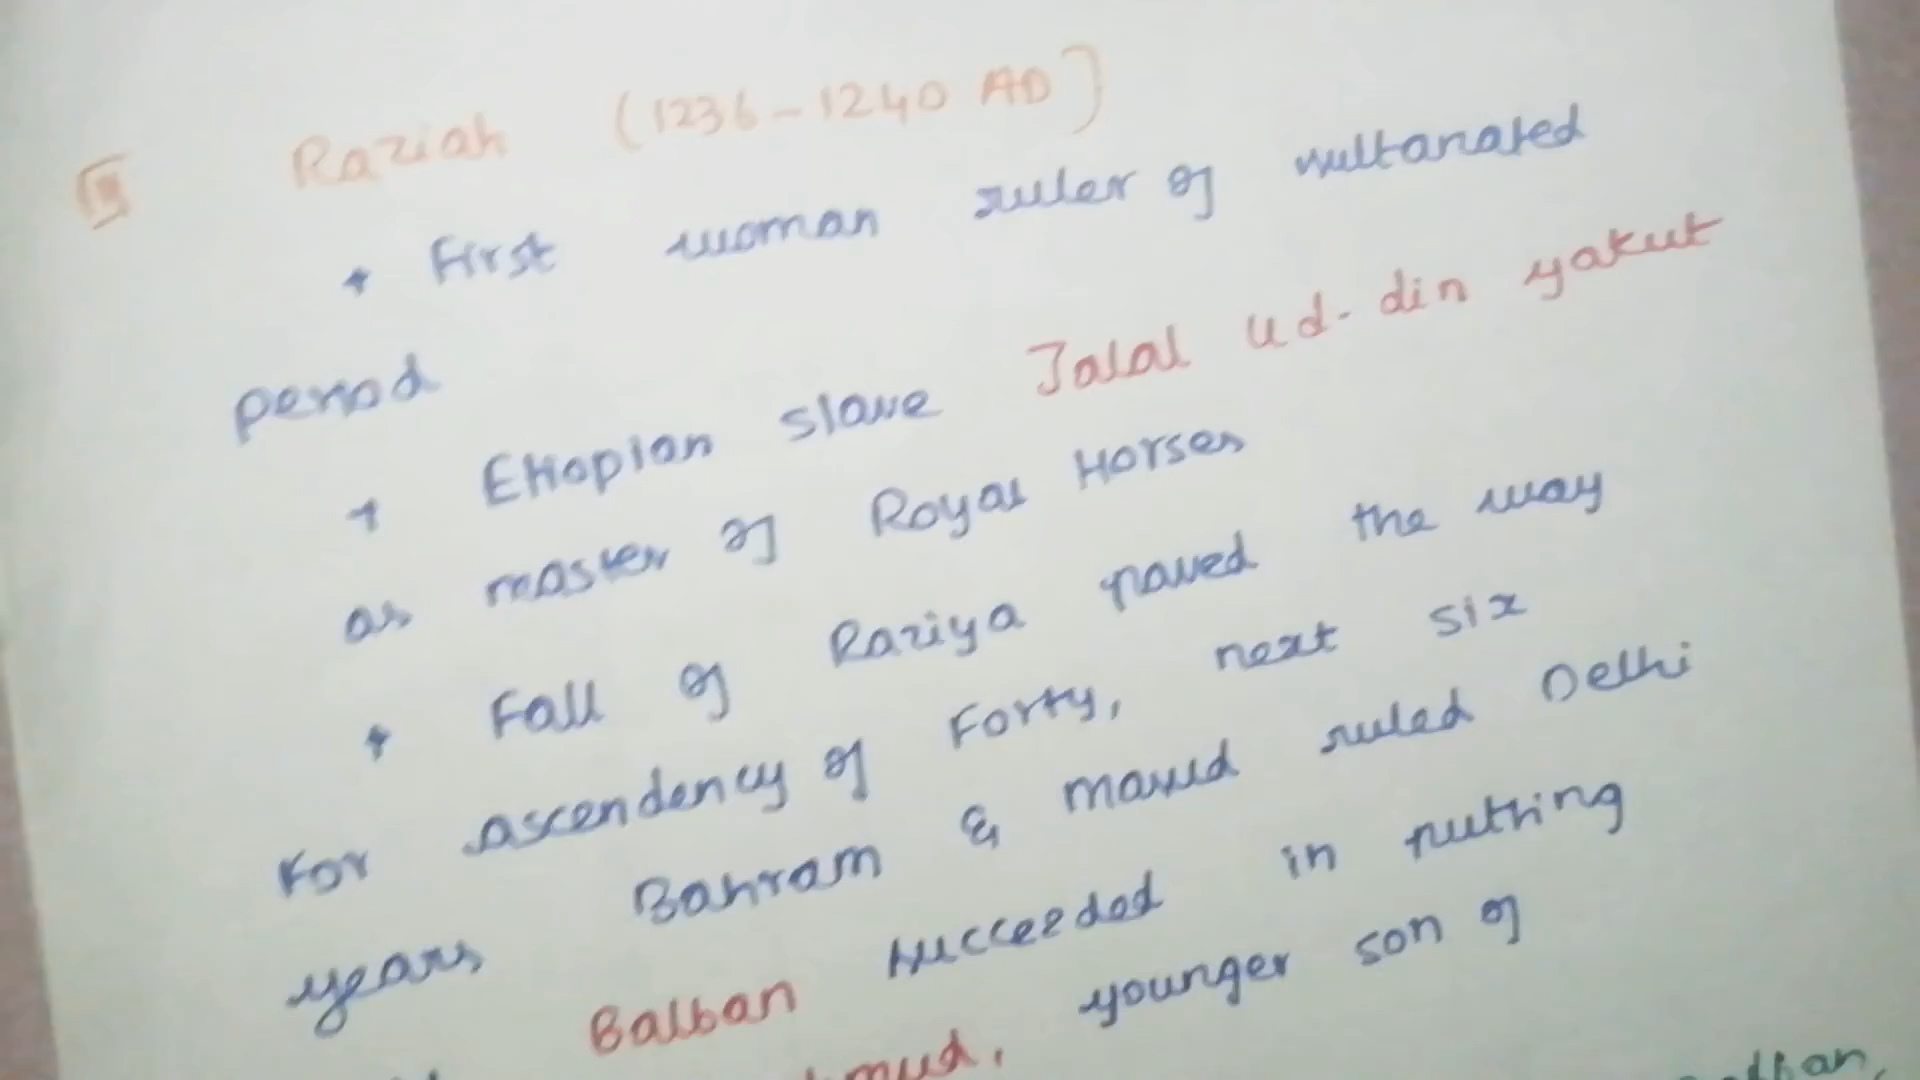 Raziah (1236-1240 AD]
First woman ruler of sultanated
period
Ethopian slave Jalal Ud-din yakut
as master of Royal Horses
Fall of Raziya paved the way
For ascendency of Forty, next six
years Bahram & masud ruled Delhi
Balban succeeded in putting
younger son of